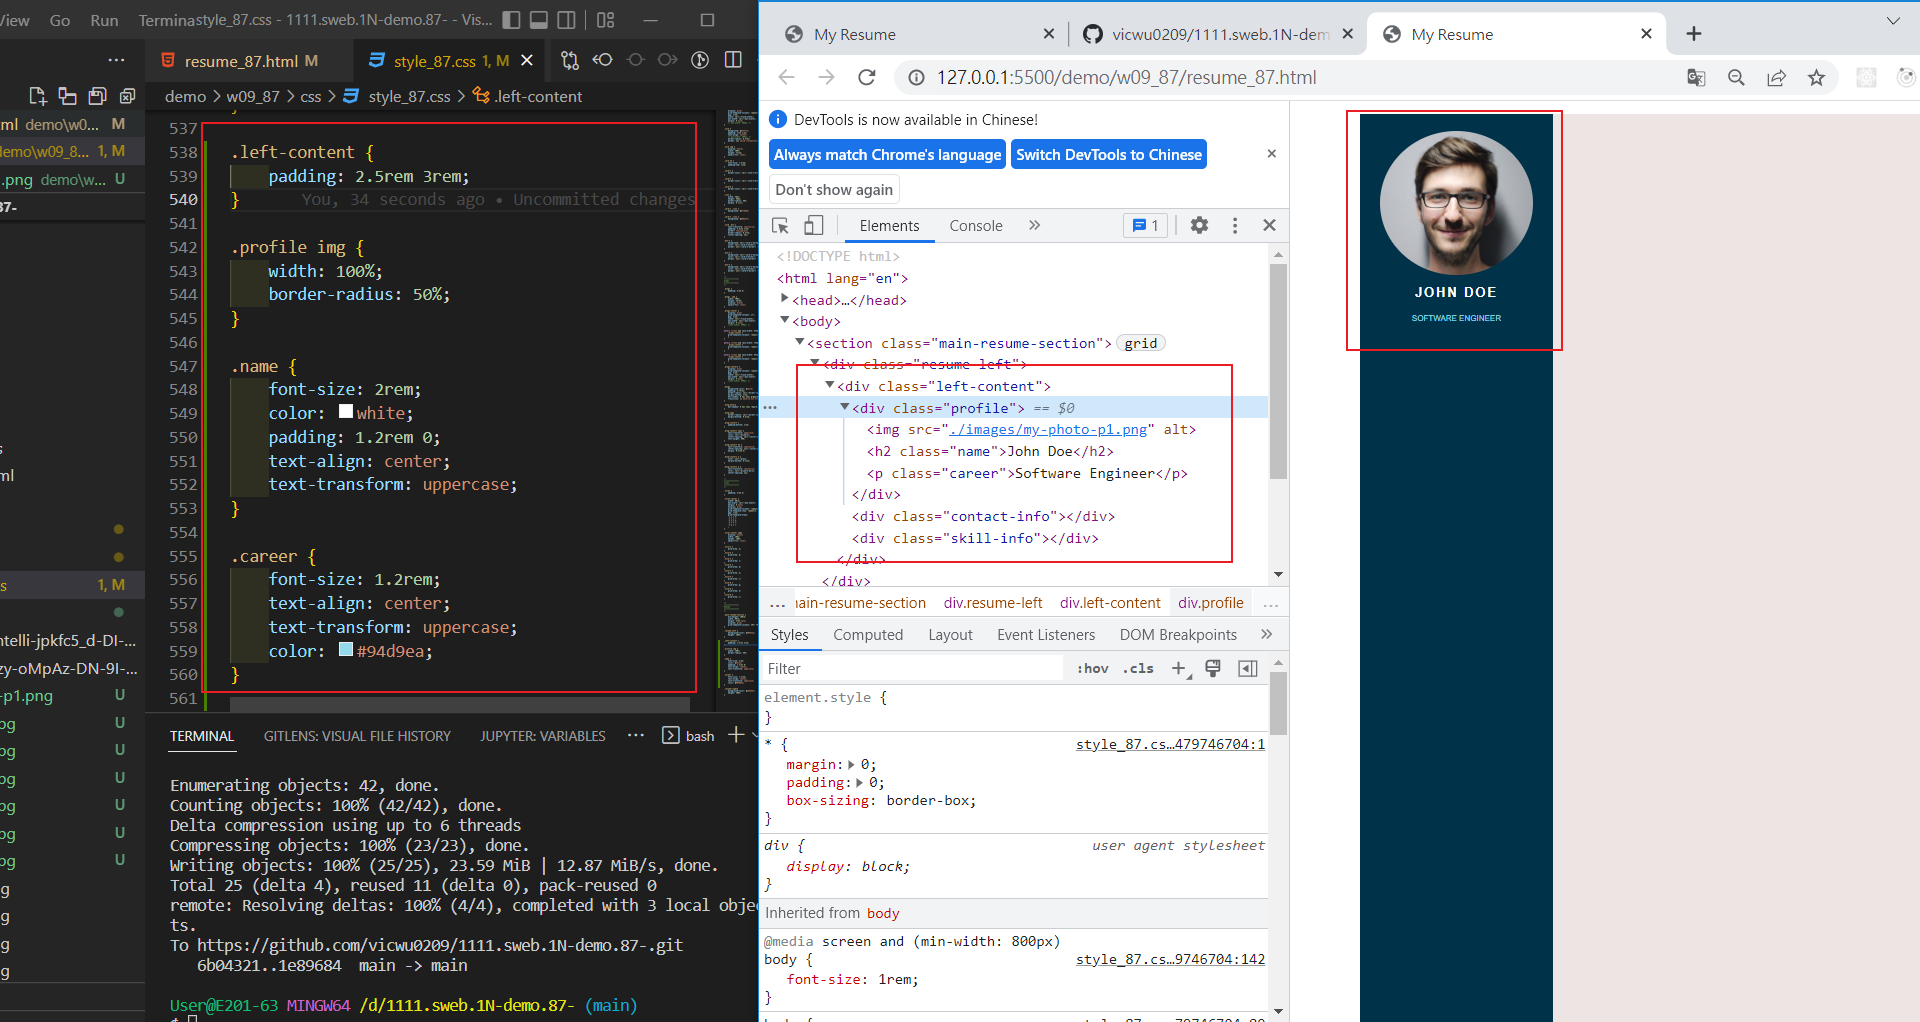 View Go Run Terminal style_87.css - 1111.sweb.1N-demo.87- - Vis...
resume_87.html M
style_87.css 1, M
demo > w09_87 > css > style_87.css > .left-content
ml demo\w0... M
demo\w09_8... 1, M
.png demo\w... U
87-
s
ml
s 1, M
ntelli-jpkfc5_d-DI-...
zy-oMpAz-DN-9I-...
-p1.png U
pg U
pg U
pg U
pg U
pg U
pg U
g
g
g
g
537
538 .left-content {
539 padding: 2.5rem 3rem;
540 } You, 34 seconds ago • Uncommitted changes
541
542 .profile img {
543 width: 100%;
544 border-radius: 50%;
545 }
546
547 .name {
548 font-size: 2rem;
549 color: white;
550 padding: 1.2rem 0;
551 text-align: center;
552 text-transform: uppercase;
553 }
554
555 .career {
556 font-size: 1.2rem;
557 text-align: center;
558 text-transform: uppercase;
559 color: #94d9ea;
560 }
561
TERMINAL GITLENS: VISUAL FILE HISTORY JUPYTER: VARIABLES ... bash
Enumerating objects: 42, done.
Counting objects: 100% (42/42), done.
Delta compression using up to 6 threads
Compressing objects: 100% (23/23), done.
Writing objects: 100% (25/25), 23.59 MiB | 12.87 MiB/s, done.
Total 25 (delta 4), reused 11 (delta 0), pack-reused 0
remote: Resolving deltas: 100% (4/4), completed with 3 local objec
ts.
To https://github.com/vicwu0209/1111.sweb.1N-demo.87-.git
6b04321..1e89684 main -> main
User@E201-63 MINGW64 /d/1111.sweb.1N-demo.87- (main)
$
My Resume
vicwu0209/1111.sweb.1N-dem
My Resume
127.0.0.1:5500/demo/w09_87/resume_87.html
DevTools is now available in Chinese!
Always match Chrome's language Switch DevTools to Chinese
Don't show again
Elements Console » 1
<!DOCTYPE html>
<html lang="en">
<head>…</head>
<body>
<section class="main-resume-section> grid
<div class="resume-left">
<div class="left-content">
<div class="profile"> == $0
<img src="./images/my-photo-p1.png" alt>
<h2 class="name">John Doe</h2>
<p class="career">Software Engineer</p>
</div>
<div class="contact-info"></div>
<div class="skill-info"></div>
</div>
</div>
... main-resume-section div.resume-left div.left-content div.profile ...
Styles Computed Layout Event Listeners DOM Breakpoints »
Filter :hov .cls +
element.style {
}
* { style_87.cs…479746704:1
margin: 0;
padding: 0;
box-sizing: border-box;
}
div { user agent stylesheet
display: block;
}
Inherited from body
@media screen and (min-width: 800px)
body { style_87.cs…9746704:142
font-size: 1rem;
}
JOHN DOE
SOFTWARE ENGINEER